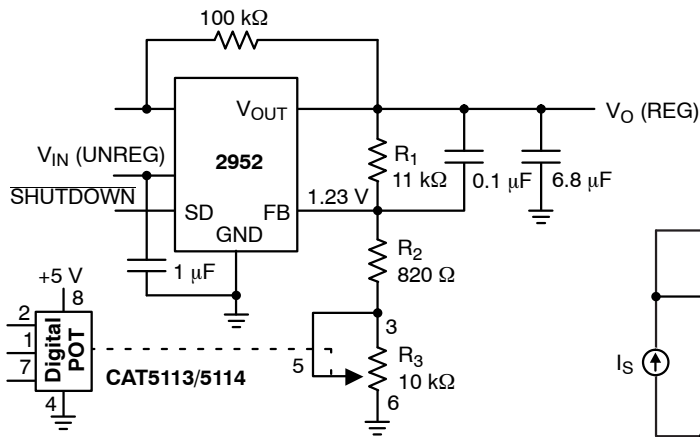 100 kΩ
VOUT
VO (REG)
VIN (UNREG)
2952
R1
11 kΩ
0.1 μF
6.8 μF
SHUTDOWN
1.23 V
SD
FB
GND
R2
820 Ω
1 μF
+5 V
8
2
1
7
4
Digital
POT
CAT5113/5114
3
5
R3
10 kΩ
6
IS